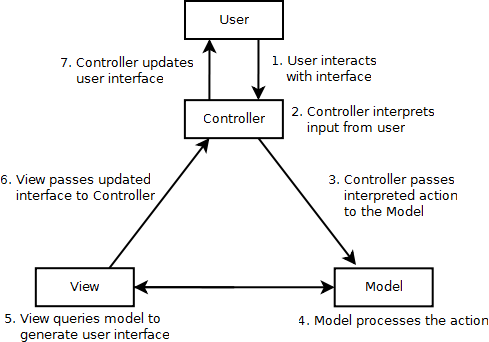 User
7. Controller updates
user interface
1. User interacts
with interface
Controller
2. Controller interprets
input from user
6. View passes updated
interface to Controller
3. Controller passes
interpreted action
to the Model
View
Model
5. View queries model to
generate user interface
4. Model processes the action